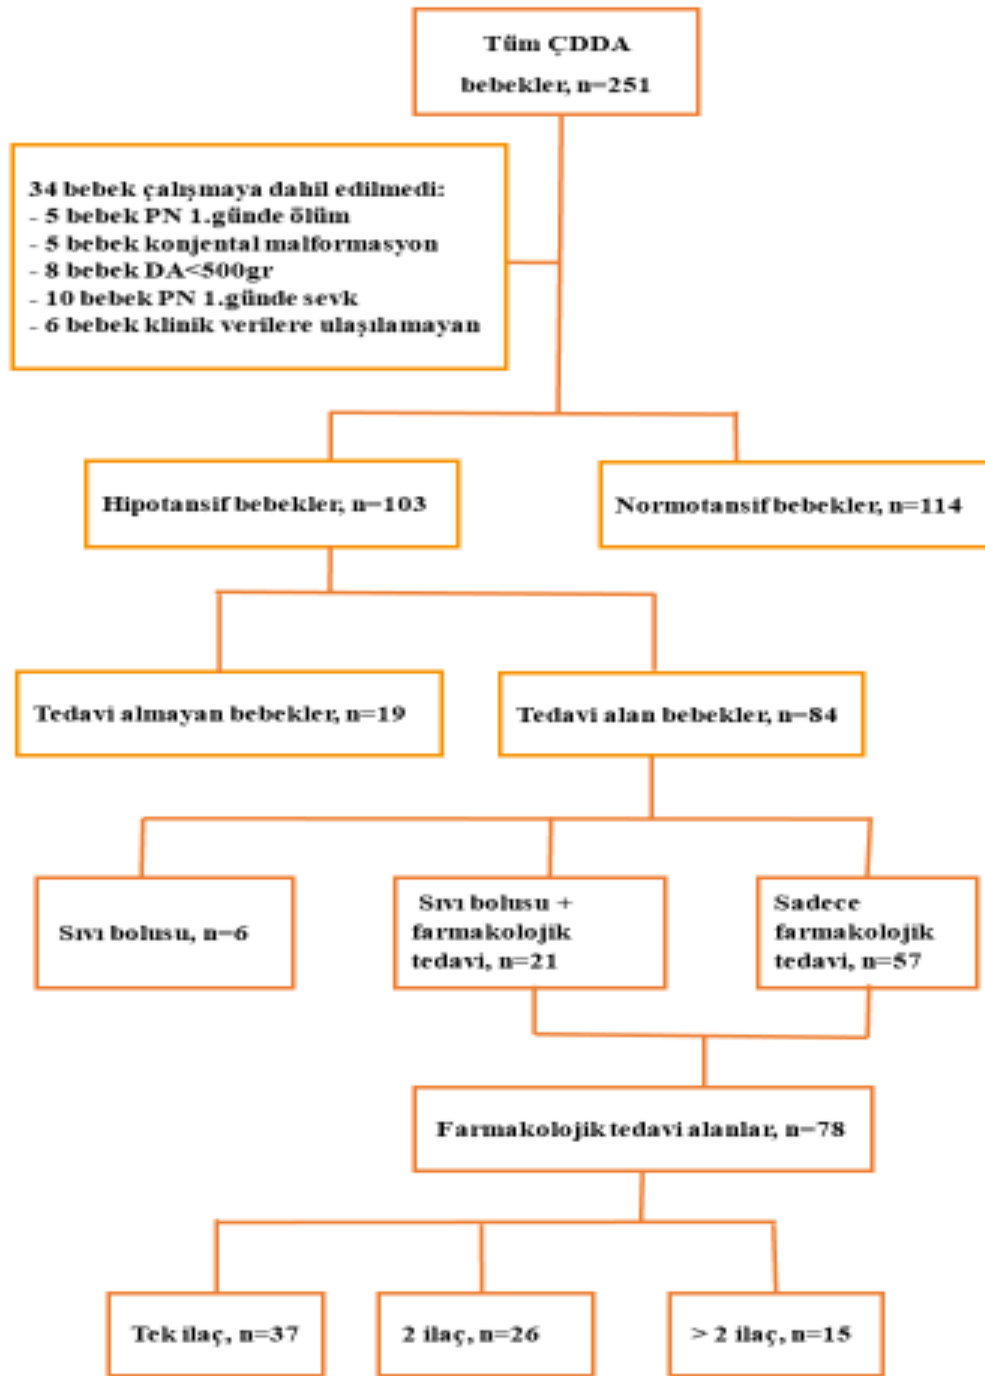 Tüm ÇDDA
bebekler, n=251
34 bebek çalışmaya dahil edilmedi:
- 5 bebek PN 1.günde ölüm
- 5 bebek konjental malformasyon
- 8 bebek DA<500gr
- 10 bebek PN 1.günde sevk
- 6 bebek klinik verilere ulaşılamayan
Hipotansif bebekler, n=103
Normotansif bebekler, n=114
Tedavi almayan bebekler, n=19
Tedavi alan bebekler, n=84
Sıvı bolusu, n=6
Sıvı bolusu +
farmakolojik
tedavi, n=21
Sadece
farmakolojik
tedavi, n=57
Farmakolojik tedavi alanlar, n=78
Tek ilaç, n=37
2 ilaç, n=26
> 2 ilaç, n=15